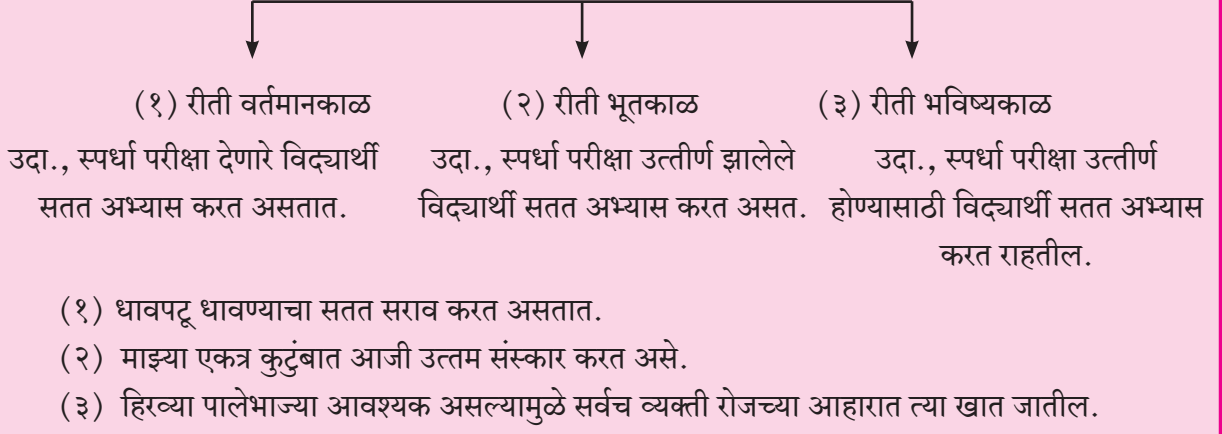 (१) रीती वर्तमानकाळ
उदा., स्पर्धा परीक्षा देणारे विद्यार्थी
सतत अभ्यास करत असतात.
(२) रीती भूतकाळ
उदा., स्पर्धा परीक्षा उत्तीर्ण झालेले
विद्यार्थी सतत अभ्यास करत असत.
(३) रीती भविष्यकाळ
उदा., स्पर्धा परीक्षा उत्तीर्ण
होण्यासाठी विद्यार्थी सतत अभ्यास
करत राहतील.
(१) धावपटू धावण्याचा सतत सराव करत असतात.
(२) माझ्या एकत्र कुटुंबात आजी उत्तम संस्कार करत असे.
(३) हिरव्या पालेभाज्या आवश्यक असल्यामुळे सर्वच व्यक्ती रोजच्या आहारात त्या खात जातील.